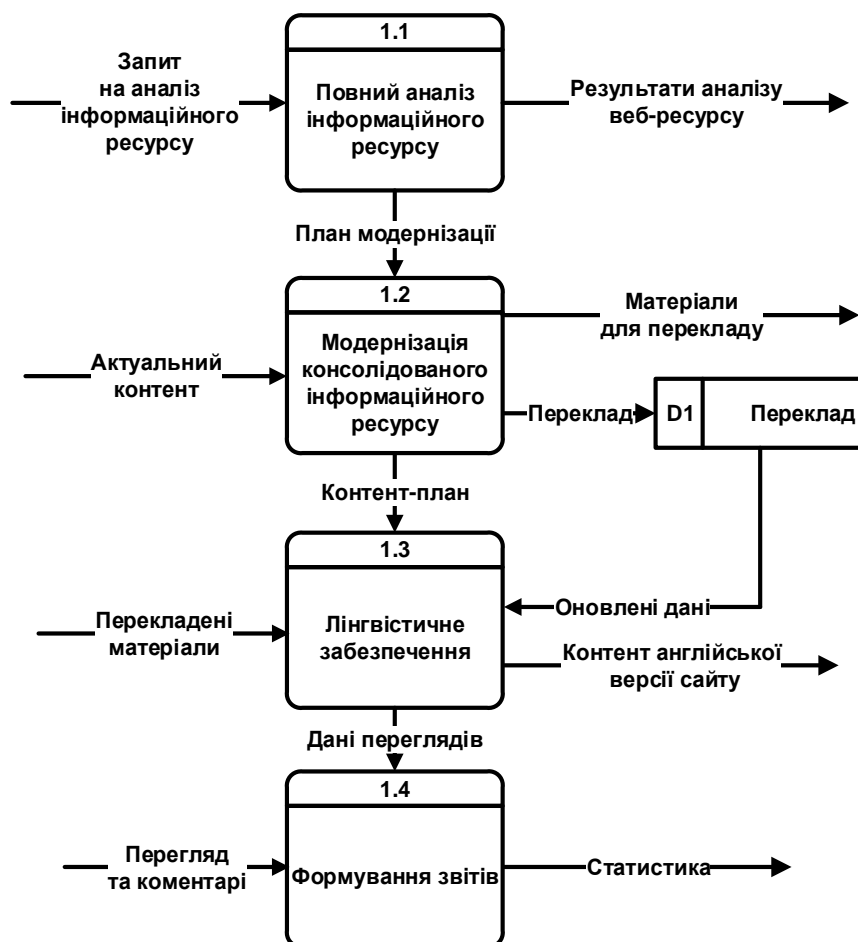 1.1
Запит
на аналіз
інформаційного
ресурсу
Повний аналіз
інформаційного
ресурсу
Результати аналізу
веб-ресурсу
План модернізації
1.2
Матеріали
для перекладу
Актуальний
контент
Модернізація
консолідованого
інформаційного
ресурсу
Переклад
D1
Переклад
Контент-план
1.3
Перекладені
матеріали
Лінгвістичне
забезпечення
Оновлені дані
Контент англійської
версії сайту
Дані переглядів
1.4
Перегляд
та коментарі
Формування звітів
Статистика